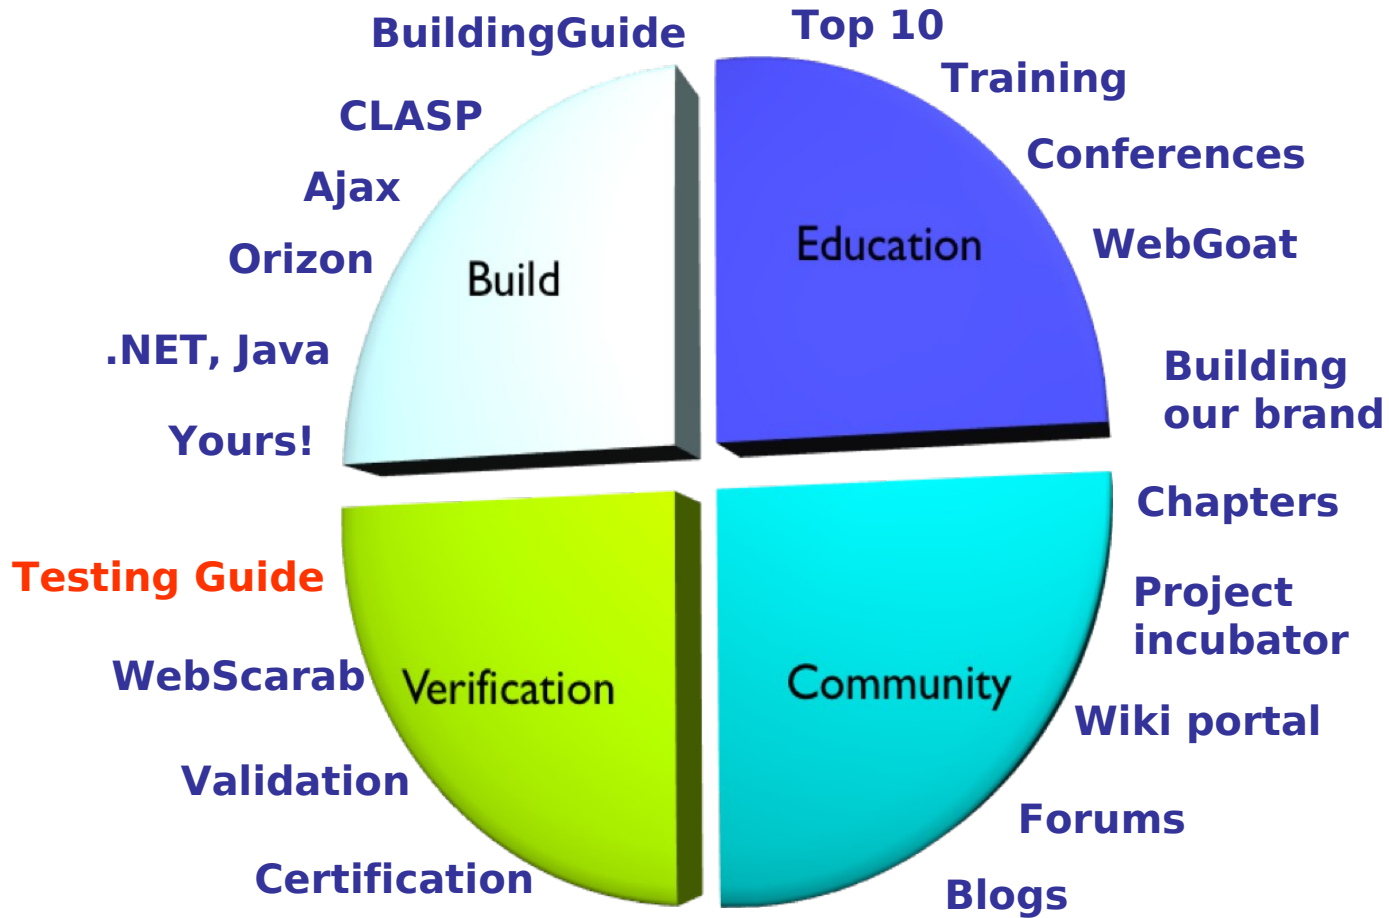 BuildingGuide
CLASP
Ajax
Orizon
.NET, Java
Yours!
Build
Top 10
Training
Conferences
WebGoat
Building
our brand
Education
Testing Guide
WebScarab
Validation
Certification
Verification
Chapters
Project
incubator
Wiki portal
Forums
Blogs
Community